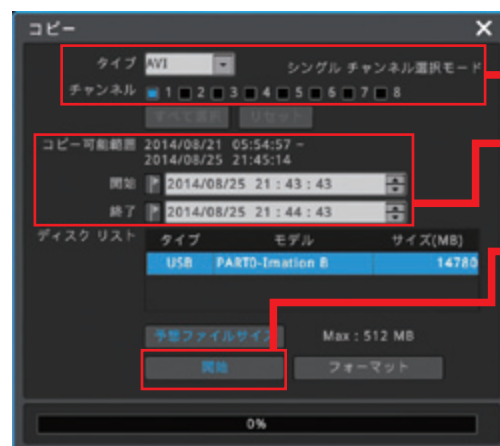 コピー
タイプ AVI シングル チャンネル選択モード
チャンネル 1 2 3 4 5 6 7 8
すべて選択 リセット
コピー可能範囲 2014/08/21 05:54:57 ~
2014/08/25 21:45:14
開始 2014/08/25 21 : 43 : 43
終了 2014/08/25 21 : 44 : 43
ディスク リスト タイプ モデル サイズ(MB)
USB PART0-Imation B 14780
予想ファイルサイズ Max : 512 MB
開始 フォーマット
0%